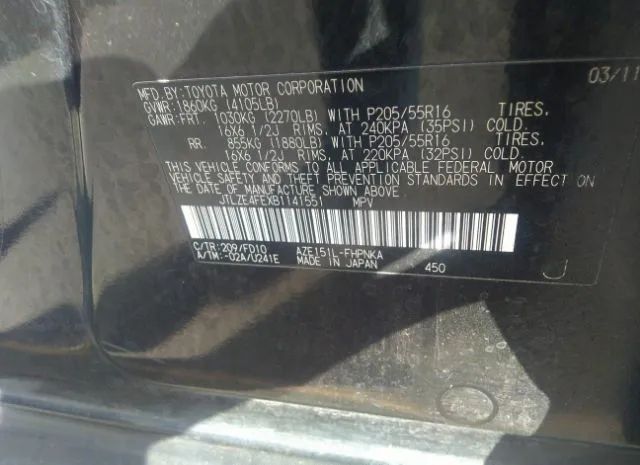 MFD.BY:TOYOTA MOTOR CORPORATION 03/11
GVWR:1860KG (4105LB)
GAWR:FRT. 1030KG (2270LB) WITH P205/55R16 TIRES.
16X6 1/2J RIMS, AT 240KPA (35PSI) COLD.
RR. 855KG (1880LB) WITH P205/55R16 TIRES.
16X6 1/2J RIMS, AT 220KPA (32PSI) COLD.
THIS VEHICLE CONFORMS TO ALL APPLICABLE FEDERAL MOTOR
VEHICLE SAFETY AND THEFT PREVENTION STANDARDS IN EFFECT ON
THE DATE OF MANUFACTURE SHOWN ABOVE.
JTLZE4FEXB1141551 MPV
C/TR:209/FD10 AZE151L-FHPNKA
A/TM:-02A/U241E MADE IN JAPAN 450 J